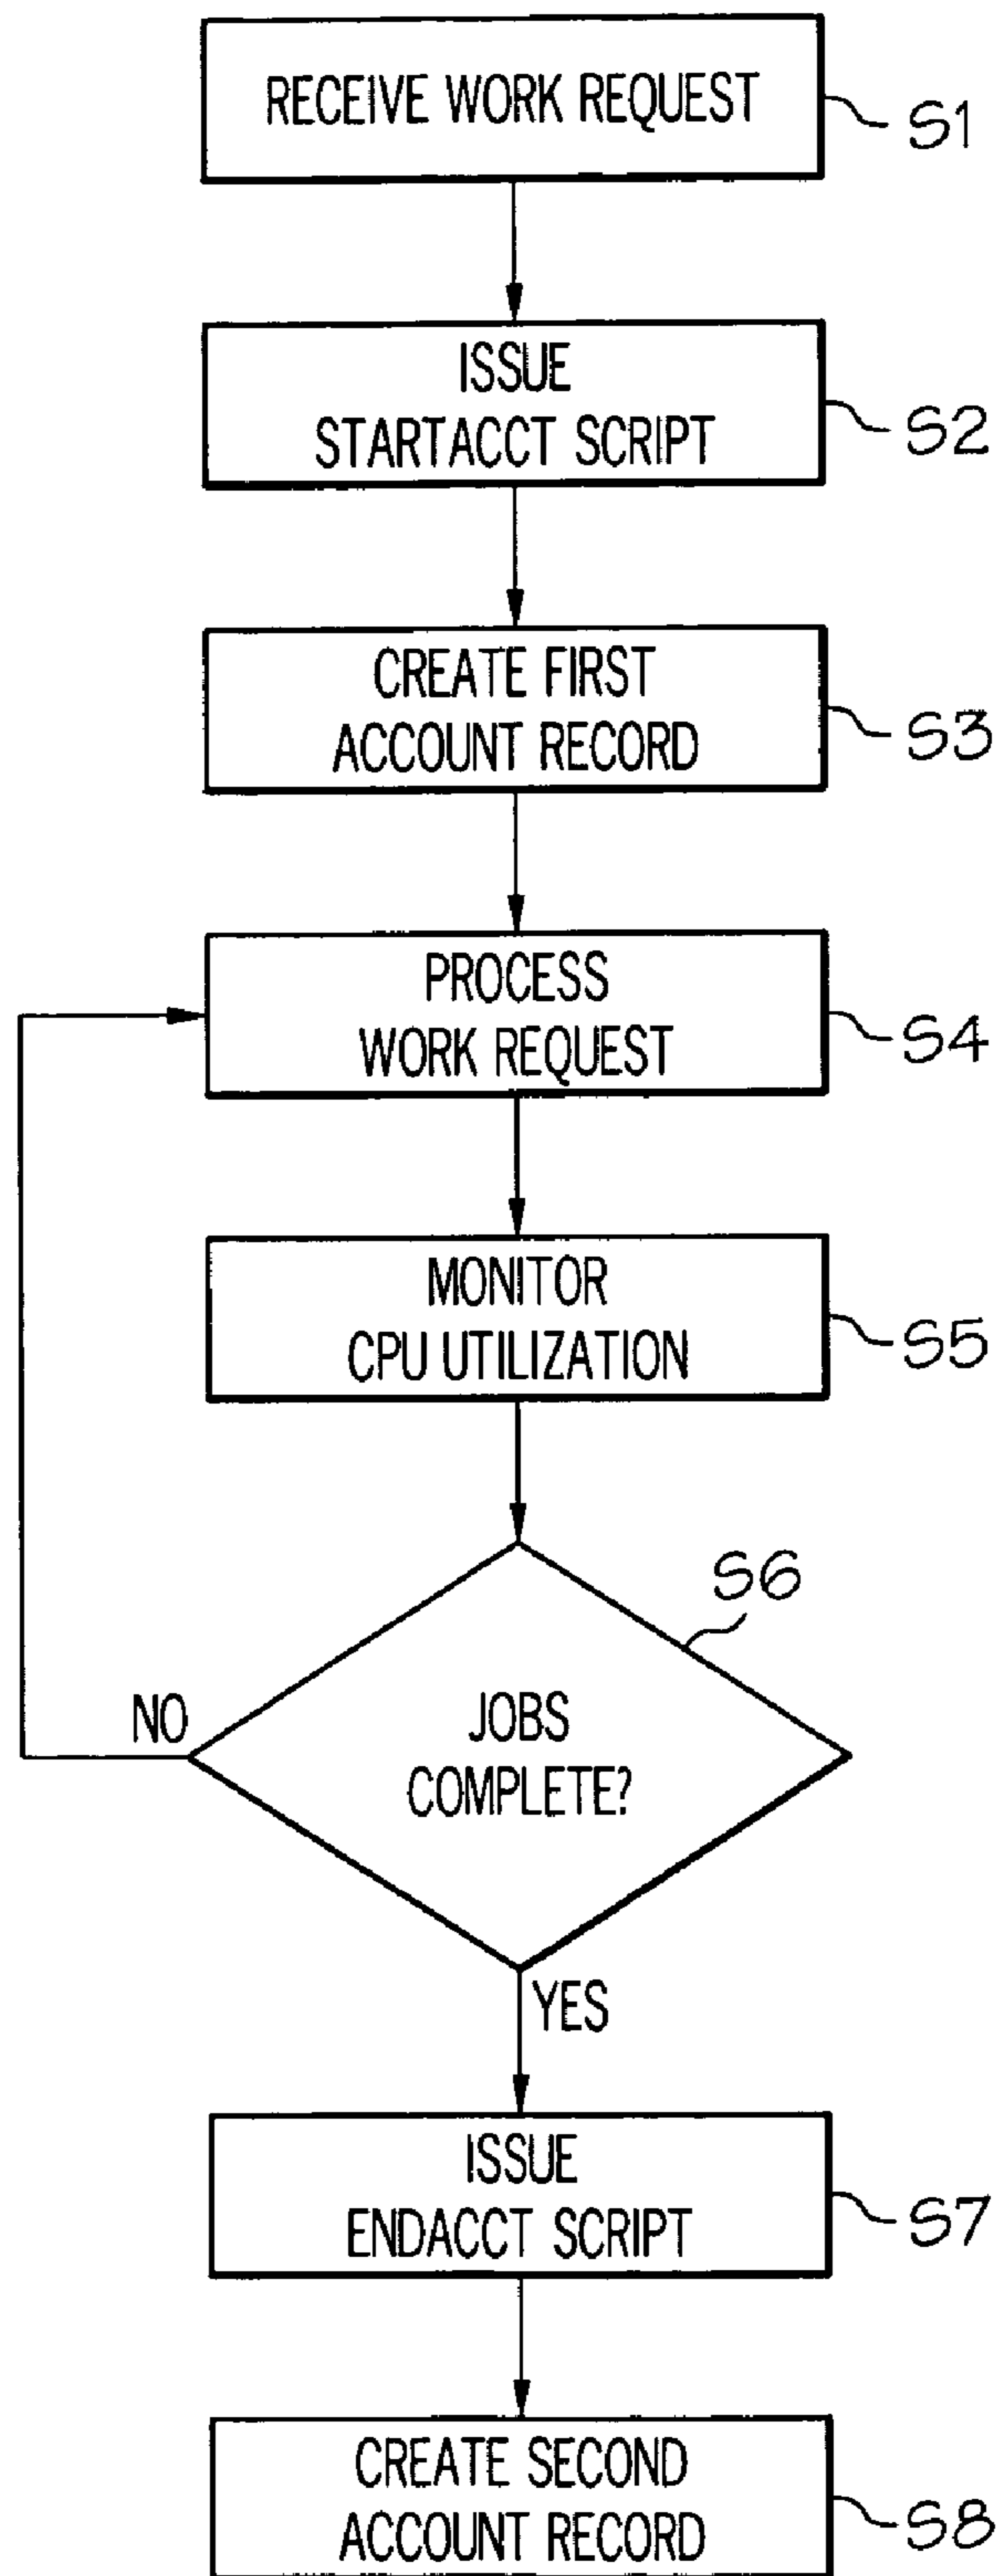 RECEIVE WORK REQUEST
S1
ISSUE
STARTACCT SCRIPT
S2
CREATE FIRST
ACCOUNT RECORD
S3
PROCESS
WORK REQUEST
S4
MONITOR
CPU UTILIZATION
S5
S6
JOBS
COMPLETE?
NO
YES
ISSUE
ENDACCT SCRIPT
S7
CREATE SECOND
ACCOUNT RECORD
S8